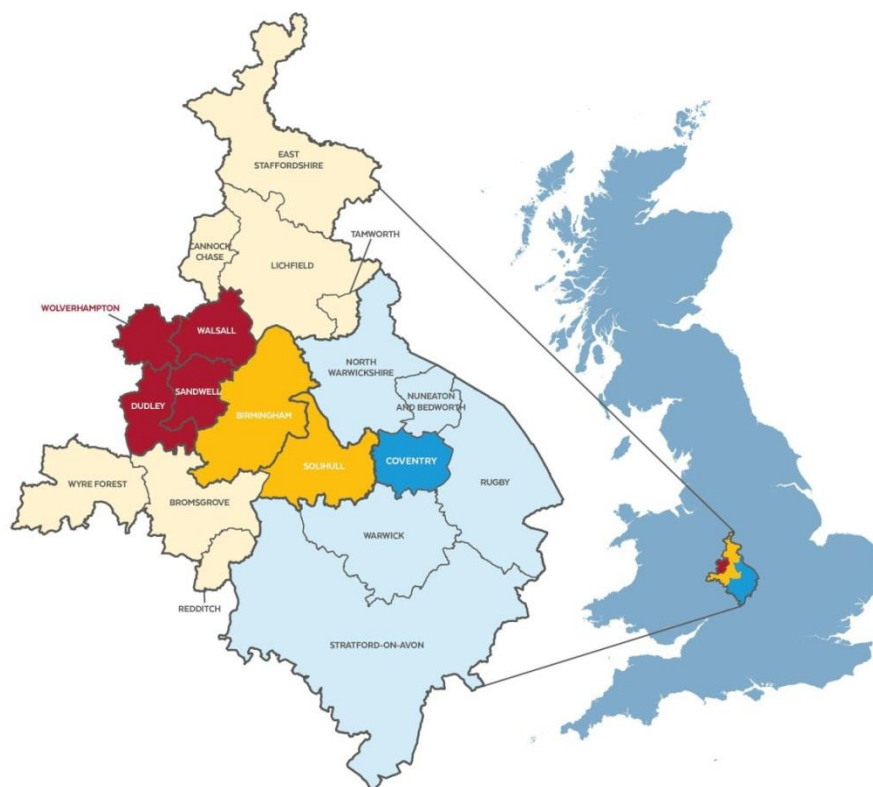 EAST
STAFFORDSHIRE
TAMWORTH
CANNOCK
CHASE
LICHFIELD
WOLVERHAMPTON
WALSALL
NORTH
WARWICKSHIRE
SANDWELL
NUNEATON
AND BEDWORTH
DUDLEY
BIRMINGHAM
COVENTRY
SOLIHULL
WYRE FOREST
RUGBY
BROMSGROVE
WARWICK
REDDITCH
STRATFORD-ON-AVON